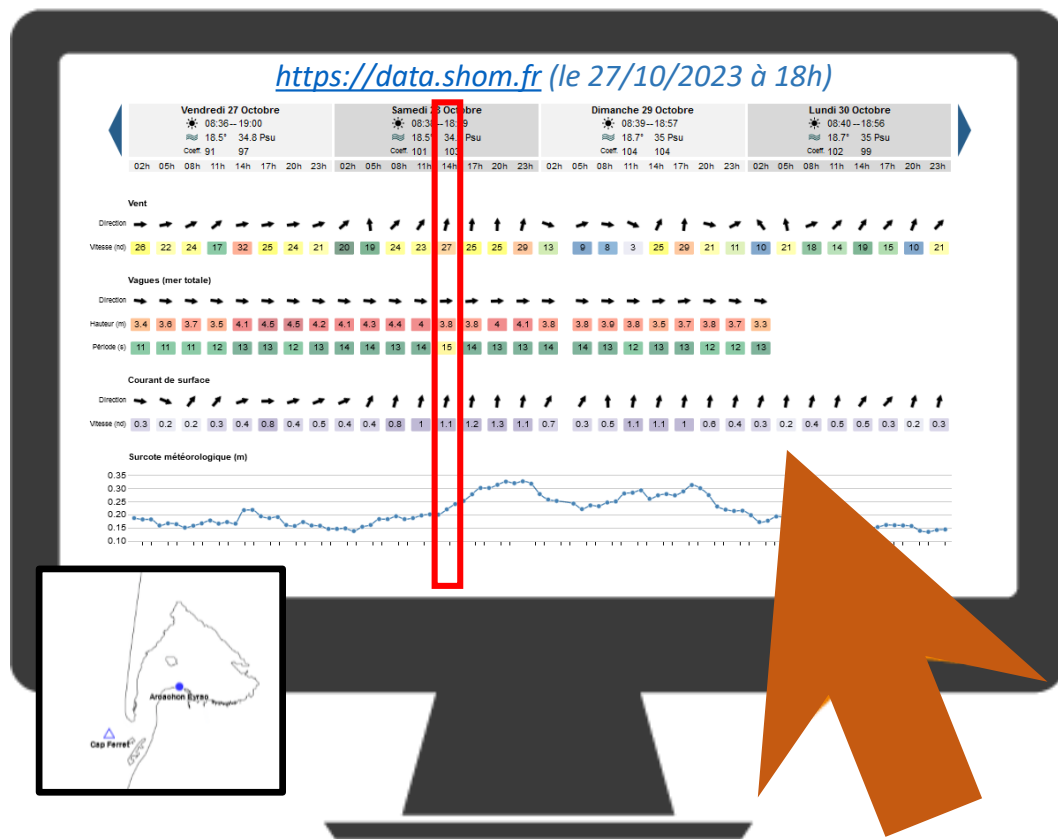 https://data.shom.fr (le 27/10/2023 à 18h)
Vendredi 27 Octobre Samedi 28 Octobre Dimanche 29 Octobre Lundi 30 Octobre
08:36 -- 19:00 08:38 -- 18:59 08:39 -- 18:57 08:40 -- 18:56
18.5° 34.8 Psu 18.5° Psu 18.7° 35 Psu 18.7° 35 Psu
Coeff. 91 97 Coeff. 101 103 Coeff. 104 104 Coeff. 102 99
02h 05h 08h 11h 14h 17h 20h 23h 02h 05h 08h 11h 14h 17h 20h 23h 02h 05h 08h 11h 14h 17h 20h 23h 02h 05h 08h 11h 14h 17h 20h 23h
Vent
Direction
Vitesse (nd) 26 22 24 17 32 25 24 21 20 19 24 23 27 25 25 29 13 9 8 3 25 29 21 11 10 21 18 14 19 15 10 21
Vagues (mer totale)
Direction
Hauteur (m) 3.4 3.6 3.7 3.5 4.1 4.5 4.5 4.2 4.1 4.3 4.4 4 3.8 3.8 4 4.1 3.8 3.8 3.9 3.8 3.5 3.7 3.8 3.7 3.3
Période (s) 11 11 11 12 13 13 12 13 14 14 13 14 15 14 13 13 14 14 13 12 13 13 12 12 13
Courant de surface
Direction
Vitesse (nd) 0.3 0.2 0.2 0.3 0.4 0.8 0.4 0.5 0.4 0.4 0.8 1 1.1 1.2 1.3 1.1 0.7 0.3 0.5 1.1 1.1 1 0.6 0.4 0.3 0.2 0.4 0.5 0.5 0.3 0.2 0.3
Surcote météorologique (m)
0.35
0.30
0.25
0.20
0.15
0.10
Arcachon Eyrac
Cap Ferret